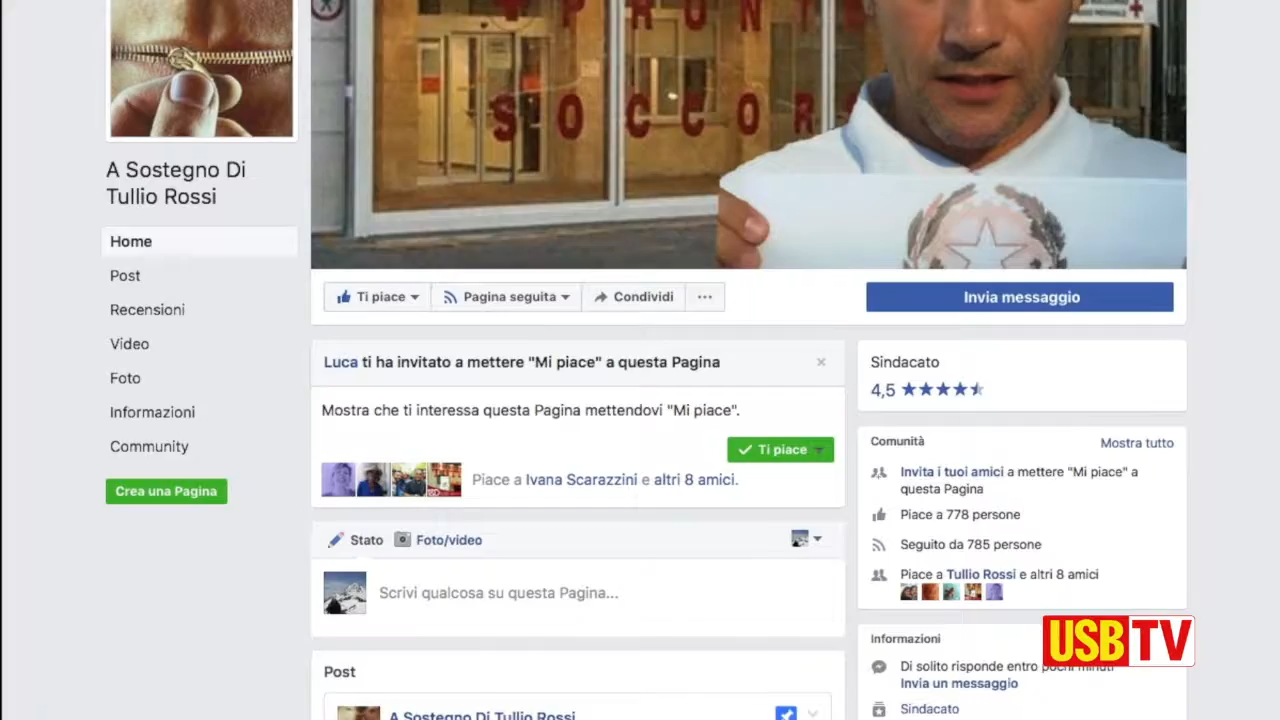 PRONT
SOCCORS
A Sostegno Di
Tullio Rossi
Home
Post
Recensioni
Video
Foto
Informazioni
Community
Crea una Pagina
Ti piace
Pagina seguita
Condividi
Invia messaggio
Luca ti ha invitato a mettere "Mi piace" a questa Pagina
Mostra che ti interessa questa Pagina mettendovi "Mi piace".
Ti piace
Piace a Ivana Scarazzini e altri 8 amici.
Stato
Foto/video
Scrivi qualcosa su questa Pagina...
Post
A Sostegno Di Tullio Rossi
Sindacato
4,5
Comunità
Mostra tutto
Invita i tuoi amici a mettere "Mi piace" a
questa Pagina
Piace a 778 persone
Seguito da 785 persone
Piace a Tullio Rossi e altri 8 amici
Informazioni
Di solito risponde entro pochi minuti
Invia un messaggio
Sindacato
USBTV